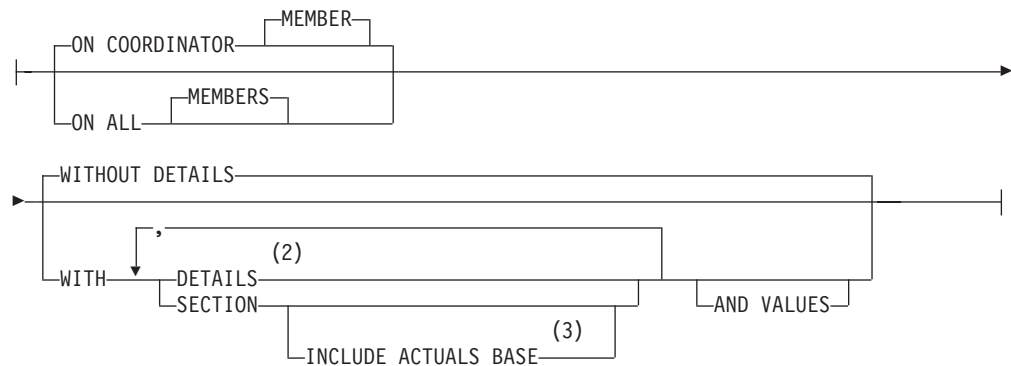 MEMBER
ON COORDINATOR
MEMBERS
ON ALL
WITHOUT DETAILS
,
(2)
WITH DETAILS
SECTION AND VALUES
(3)
INCLUDE ACTUALS BASE